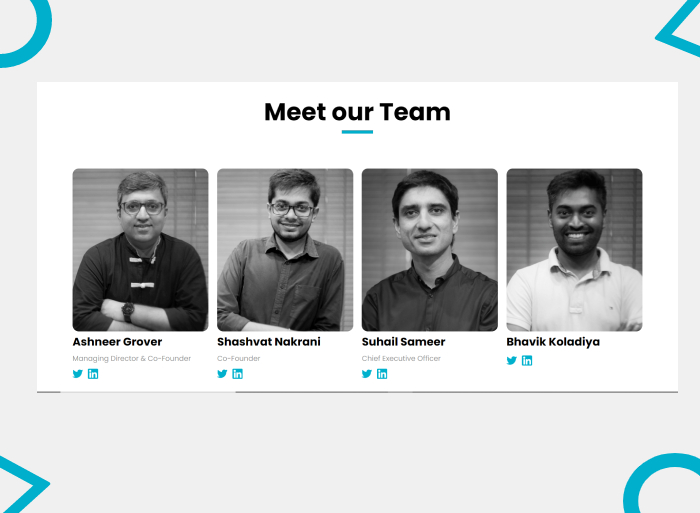 Meet our Team
Ashneer Grover
Managing Director & Co-Founder
Shashvat Nakrani
Co-Founder
Suhail Sameer
Chief Executive Officer
Bhavik Koladiya